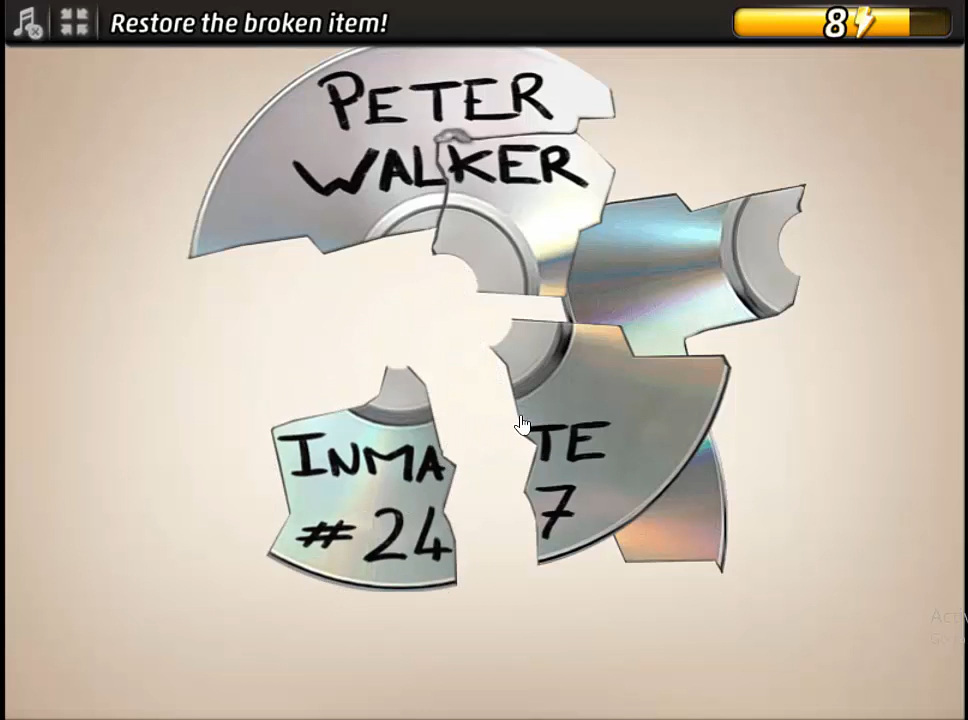 Restore the broken item!
8
PETER
WALKER
INMA TE
#24 7